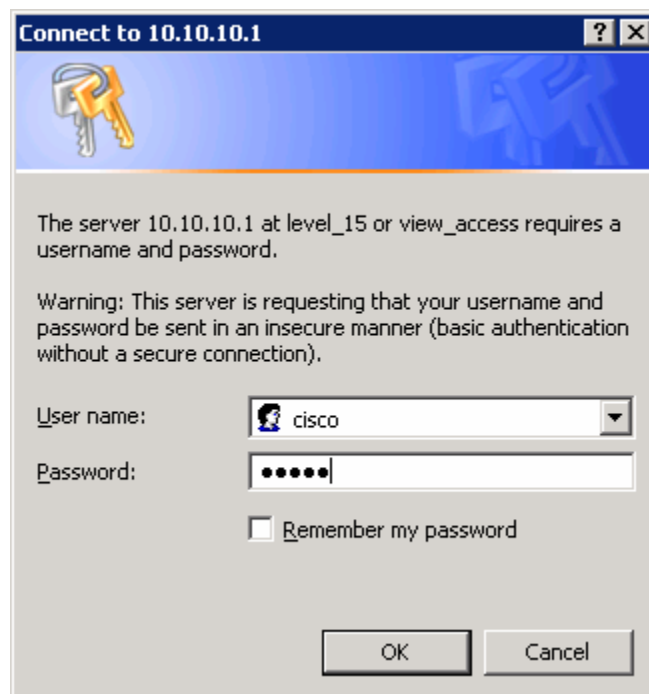 Connect to 10.10.10.1
The server 10.10.10.1 at level_15 or view_access requires a
username and password.
Warning: This server is requesting that your username and
password be sent in an insecure manner (basic authentication
without a secure connection).
User name: cisco
Password: •••••
Remember my password
OK Cancel